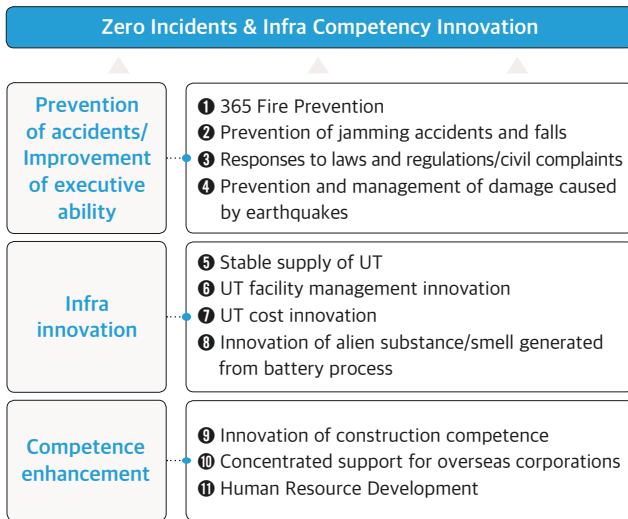 Zero Incidents & Infra Competency Innovation
Prevention
of accidents/
Improvement
of executive
ability
❶ 365 Fire Prevention
❷ Prevention of jamming accidents and falls
❸ Responses to laws and regulations/civil complaints
❹ Prevention and management of damage caused
by earthquakes
Infra
innovation
❺ Stable supply of UT
❻ UT facility management innovation
❼ UT cost innovation
❽ Innovation of alien substance/smell generated
from battery process
Competence
enhancement
❾ Innovation of construction competence
❿ Concentrated support for overseas corporations
⓫ Human Resource Development